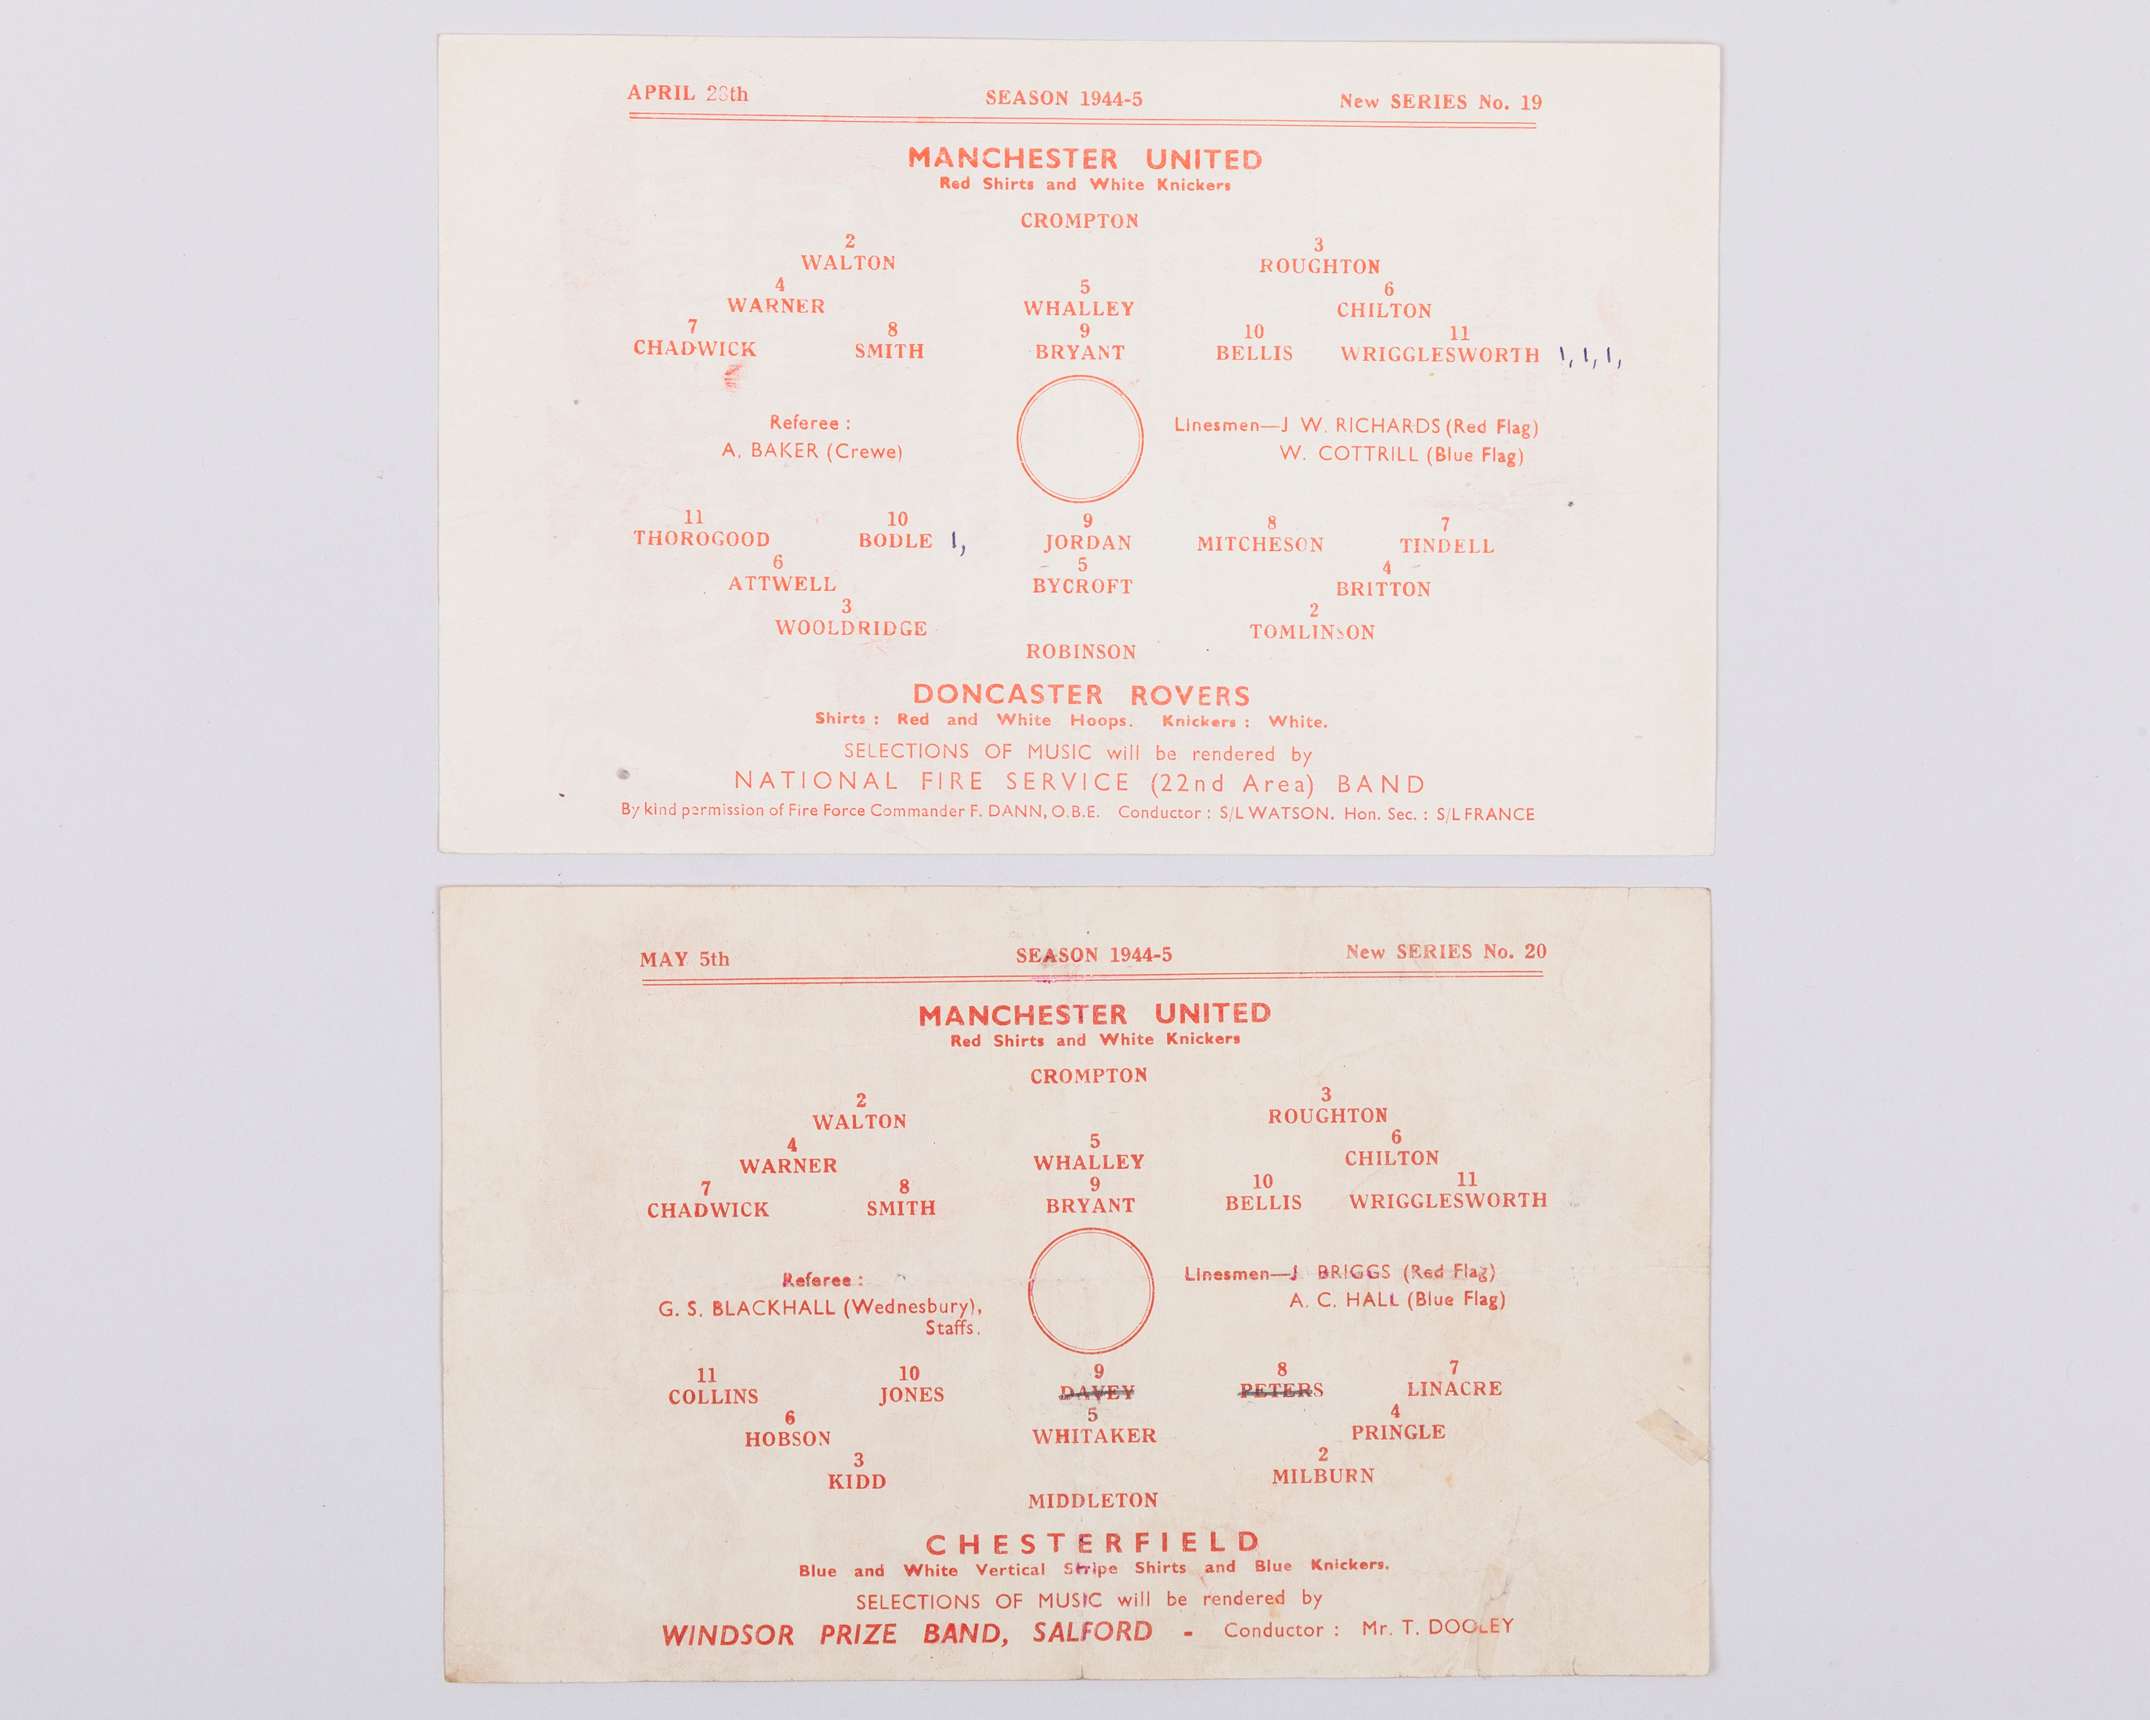 APRIL 28th SEASON 1944-5 New SERIES No. 19
MANCHESTER UNITED
Red Shirts and White Knickers
CROMPTON
2 3
WALTON ROUGHTON
4 5 6
WARNER WHALLEY CHILTON
7 8 9 10 11
CHADWICK SMITH BRYANT BELLIS WRIGGLESWORTH 1, 1, 1,
Referee : Linesmen—J W. RICHARDS (Red Flag)
A. BAKER (Crewe) W. COTTRILL (Blue Flag)
11 10 9 8 7
THOROGOOD BODLE 1, JORDAN MITCHESON TINDELL
6 5 4
ATTWELL BYCROFT BRITTON
3 2
WOOLDRIDGE TOMLINSON
ROBINSON
DONCASTER ROVERS
Shirts : Red and White Hoops. Knickers : White.
SELECTIONS OF MUSIC will be rendered by
NATIONAL FIRE SERVICE (22nd Area) BAND
By kind permission of Fire Force Commander F. DANN, O.B.E. Conductor : S/L WATSON. Hon. Sec. : S/L FRANCE
MAY 5th SEASON 1944-5 New SERIES No. 20
MANCHESTER UNITED
Red Shirts and White Knickers
CROMPTON
2 3
WALTON ROUGHTON
4 5 6
WARNER WHALLEY CHILTON
7 8 9 10 11
CHADWICK SMITH BRYANT BELLIS WRIGGLESWORTH
Referee : Linesmen—J. BRIGGS (Red Flag)
G. S. BLACKHALL (Wednesbury), A. C. HALL (Blue Flag)
Staffs.
11 10 9 8 7
COLLINS JONES DAVEY PETERS LINACRE
6 5 4
HOBSON WHITAKER PRINGLE
3 2
KIDD MILBURN
MIDDLETON
CHESTERFIELD
Blue and White Vertical Stripe Shirts and Blue Knickers.
SELECTIONS OF MUSIC will be rendered by
WINDSOR PRIZE BAND, SALFORD - Conductor : Mr. T. DOOLEY